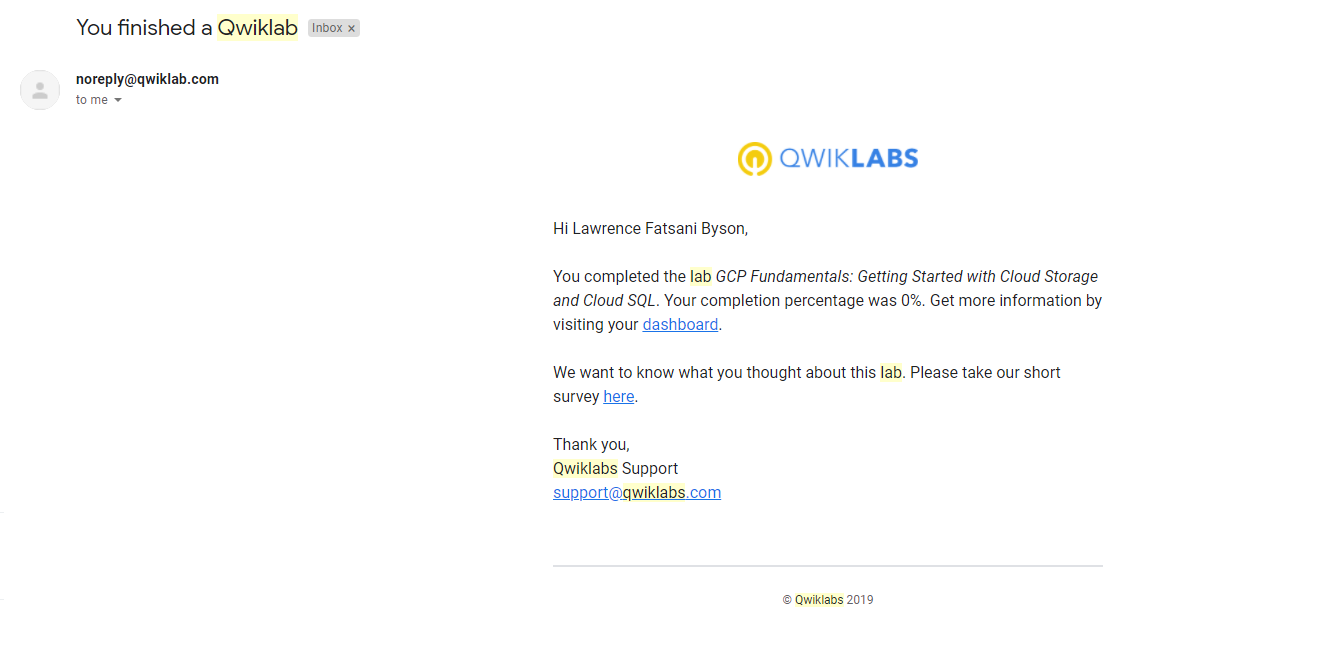 You finished a Qwiklab Inbox ×
noreply@qwiklab.com
to me
QWIKLABS
Hi Lawrence Fatsani Byson,
You completed the lab GCP Fundamentals: Getting Started with Cloud Storage
and Cloud SQL. Your completion percentage was 0%. Get more information by
visiting your dashboard.
We want to know what you thought about this lab. Please take our short
survey here.
Thank you,
Qwiklabs Support
support@qwiklabs.com
© Qwiklabs 2019